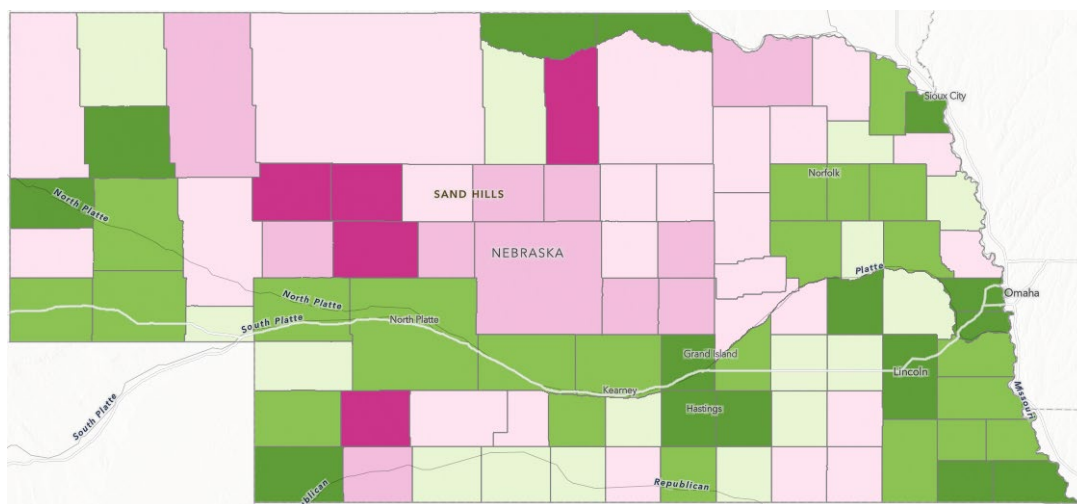 Sioux City
North Platte
SAND HILLS
Norfolk
NEBRASKA
Platte
Omaha
North Platte
South Platte
North Platte
Grand Island
Lincoln
Kearney
Missouri
South Platte
Hastings
Republican
publican